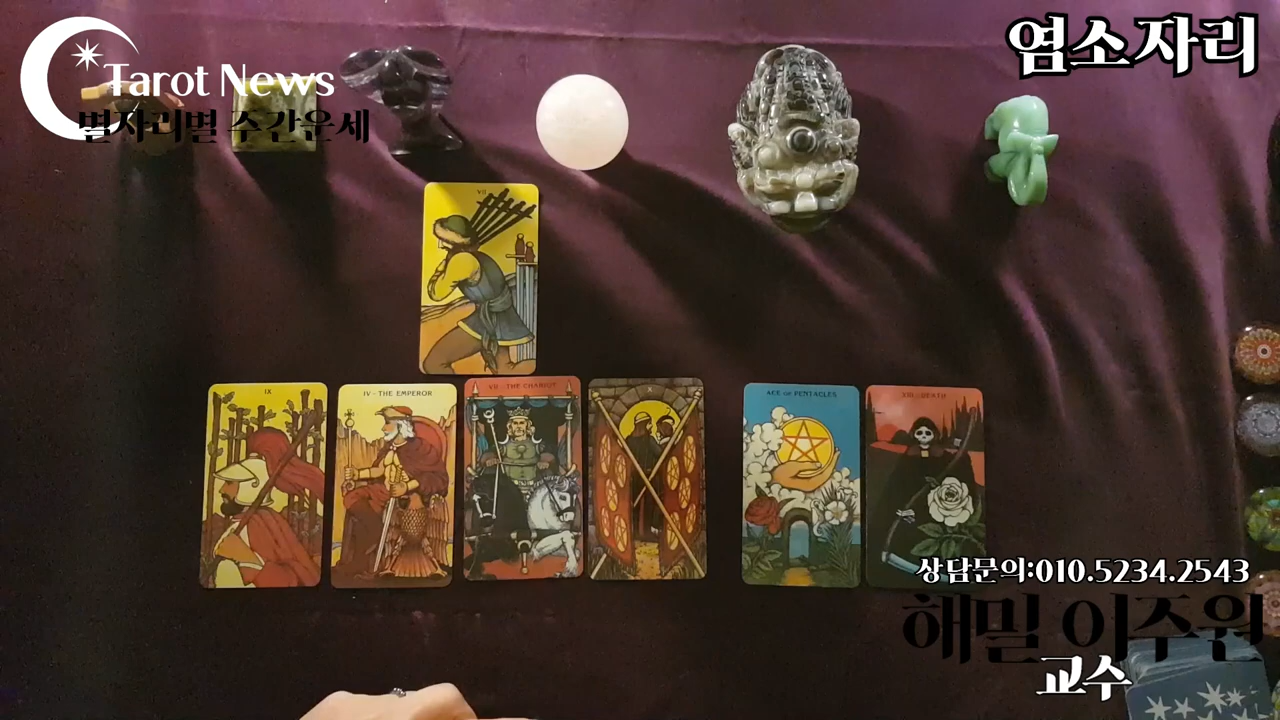 염소자리
Tarot News
별자리별 주간운세
VII
IX
IV - THE EMPEROR
VII - THE CHARIOT
X
ACE OF PENTACLES
XIII - DEATH
상담문의:010.5234.2543
해밀 이주원
교수